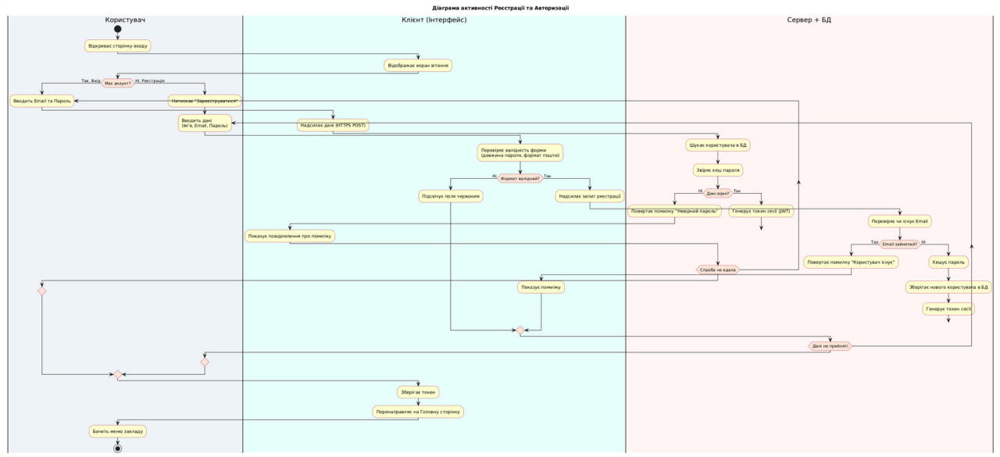 Діаграма активності Реєстрації та Авторизації
Користувач
Клієнт (Інтерфейс)
Сервер + БД
Відкриває сторінку входу
Відображає екран вітання
Так, Вхід
Має акаунт?
Ні, Реєстрація
Вводить Email та Пароль
Натискає "Зареєструватися"
Вводить дані
(Ім'я, Email, Пароль)
Надсилає дані (HTTPS POST)
Шукає користувача в БД
Перевіряє валідність форми
(довжина пароля, формат пошти)
Звіряє хеш пароля
Ні
Формат валідний?
Так
Ні
Дані вірні?
Так
Підсвічує поля червоним
Надсилає запит реєстрації
Повертає помилку "Невірний пароль"
Генерує токен сесії (JWT)
Перевіряє чи існує Email
Показує повідомлення про помилку
Так
Email зайнятий?
Ні
Повертає помилку "Користувач існує"
Хешує пароль
Спроба не вдала
Показує помилку
Зберігає нового користувача в БД
Генерує токен сесії
Дані не прийняті
Зберігає токен
Перенаправляє на Головну сторінку
Бачить меню закладу